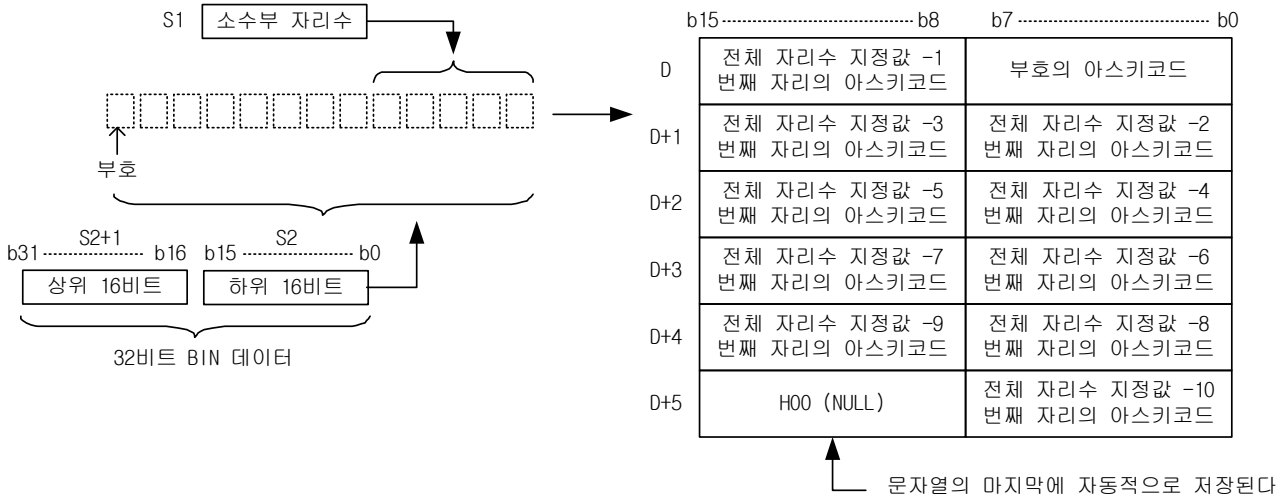 S1 소수부 자리수
부호
S2+1 S2
b31 b16 b15 b0
상위 16비트 하위 16비트
32비트 BIN 데이터
b15 b8 b7 b0
D
전체 자리수 지정값 -1
번째 자리의 아스키코드
부호의 아스키코드
D+1
전체 자리수 지정값 -3
번째 자리의 아스키코드
전체 자리수 지정값 -2
번째 자리의 아스키코드
D+2
전체 자리수 지정값 -5
번째 자리의 아스키코드
전체 자리수 지정값 -4
번째 자리의 아스키코드
D+3
전체 자리수 지정값 -7
번째 자리의 아스키코드
전체 자리수 지정값 -6
번째 자리의 아스키코드
D+4
전체 자리수 지정값 -9
번째 자리의 아스키코드
전체 자리수 지정값 -8
번째 자리의 아스키코드
D+5
H00 (NULL)
전체 자리수 지정값 -10
번째 자리의 아스키코드
문자열의 마지막에 자동적으로 저장된다